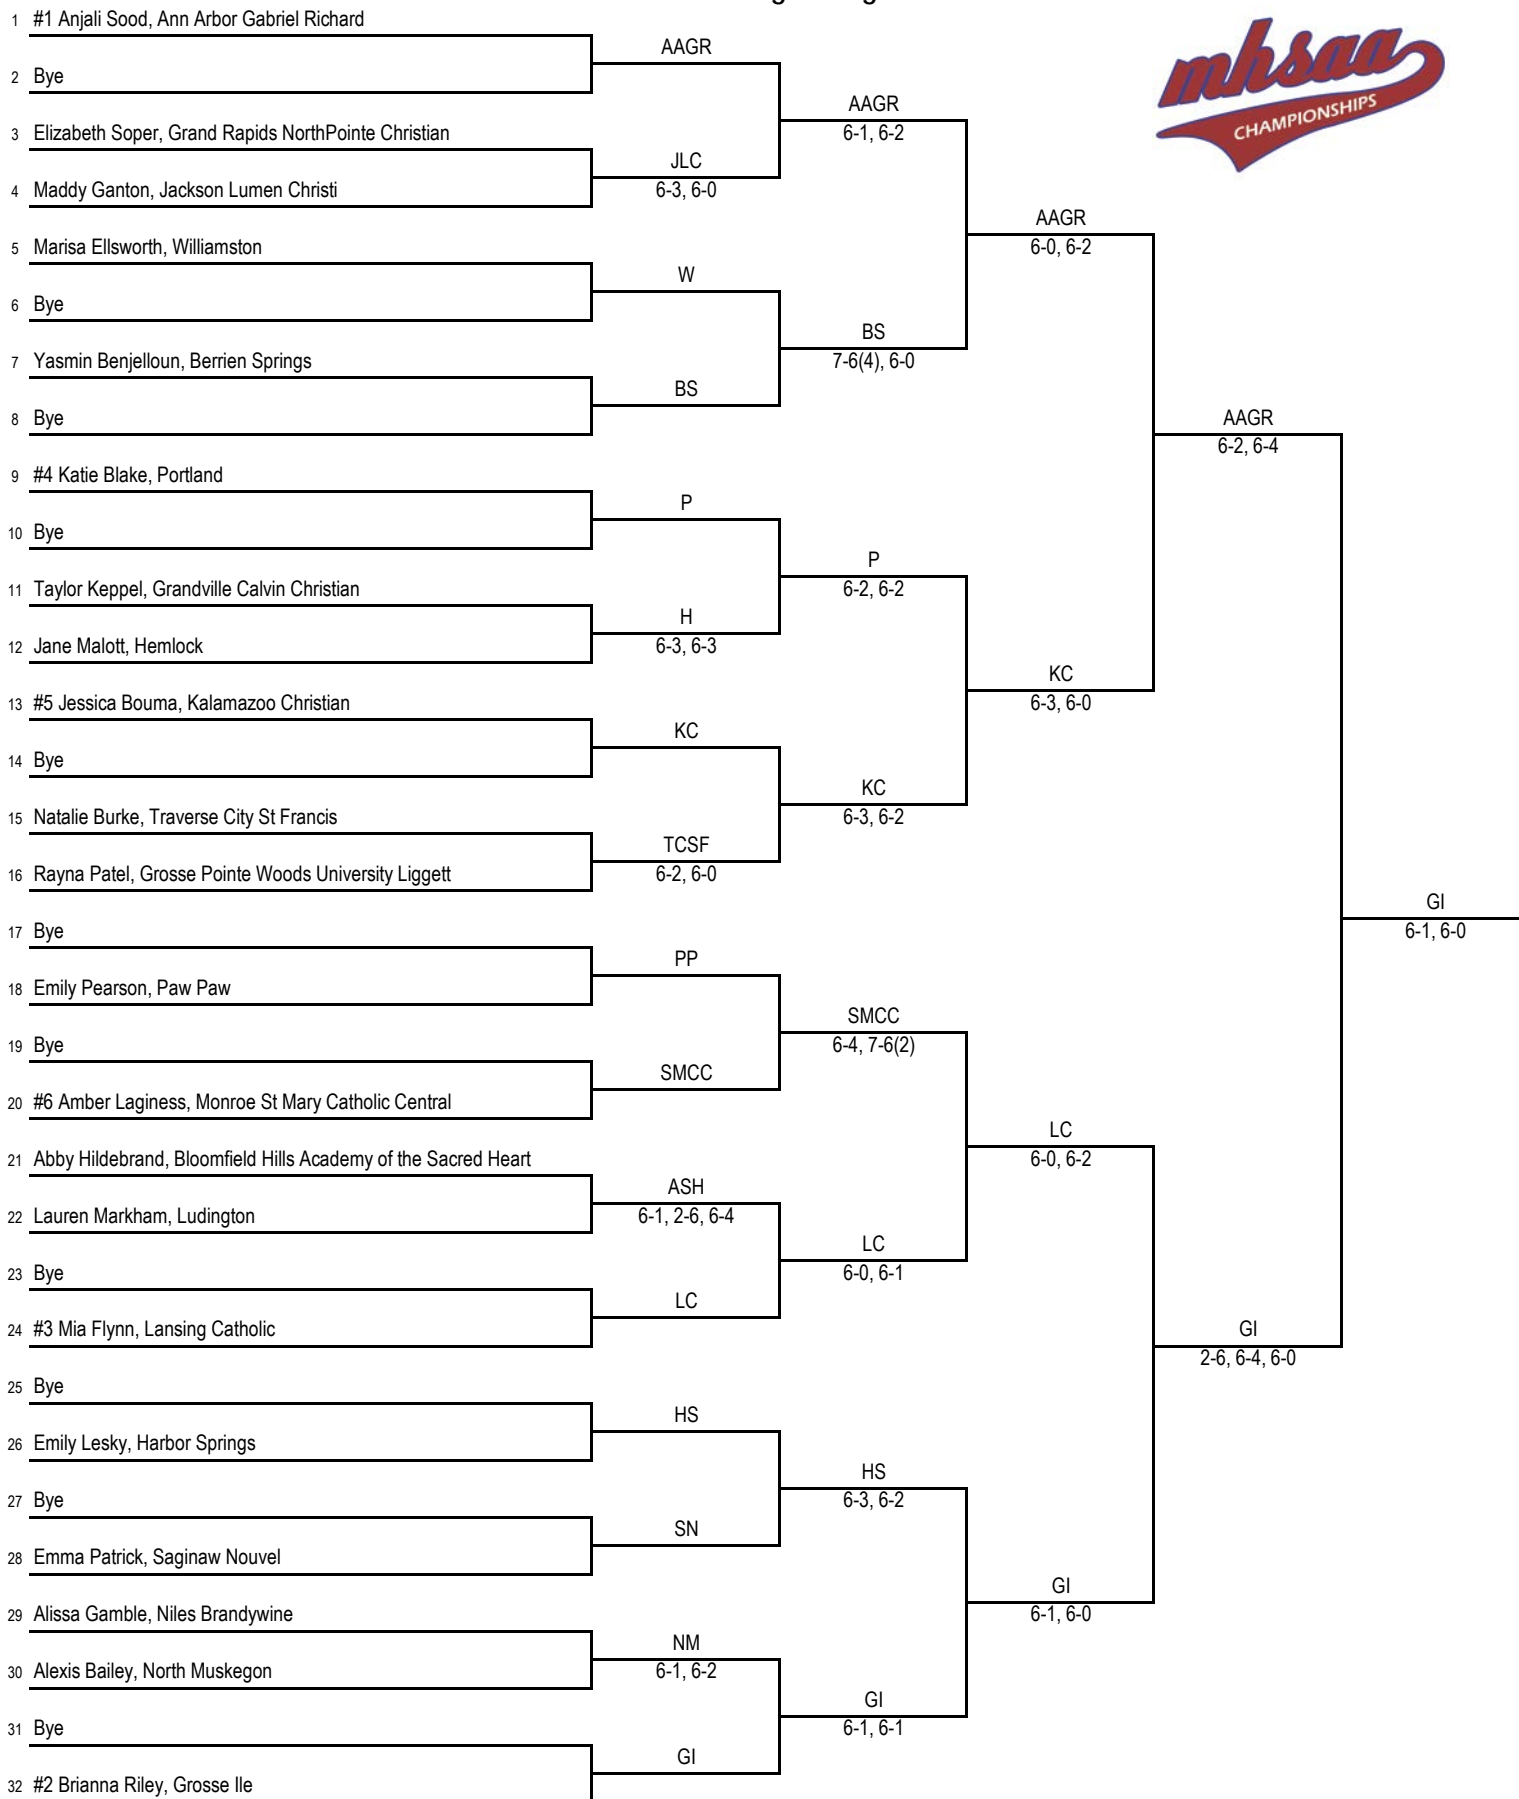 1 #1 Anjali Sood, Ann Arbor Gabriel Richard
AAGR
2 Bye
AAGR
6-1, 6-2
3 Elizabeth Soper, Grand Rapids NorthPointe Christian
JLC
6-3, 6-0
4 Maddy Ganton, Jackson Lumen Christi
AAGR
6-0, 6-2
5 Marisa Ellsworth, Williamston
W
6 Bye
BS
7-6(4), 6-0
7 Yasmin Benjelloun, Berrien Springs
BS
8 Bye
AAGR
6-2, 6-4
9 #4 Katie Blake, Portland
P
10 Bye
P
6-2, 6-2
11 Taylor Keppel, Grandville Calvin Christian
H
6-3, 6-3
12 Jane Malott, Hemlock
KC
6-3, 6-0
13 #5 Jessica Bouma, Kalamazoo Christian
KC
14 Bye
KC
6-3, 6-2
15 Natalie Burke, Traverse City St Francis
TCSF
6-2, 6-0
16 Rayna Patel, Grosse Pointe Woods University Liggett
GI
6-1, 6-0
17 Bye
PP
18 Emily Pearson, Paw Paw
SMCC
6-4, 7-6(2)
19 Bye
SMCC
20 #6 Amber Laginess, Monroe St Mary Catholic Central
LC
6-0, 6-2
21 Abby Hildebrand, Bloomfield Hills Academy of the Sacred Heart
ASH
6-1, 2-6, 6-4
22 Lauren Markham, Ludington
LC
6-0, 6-1
23 Bye
LC
24 #3 Mia Flynn, Lansing Catholic
GI
2-6, 6-4, 6-0
25 Bye
HS
26 Emily Lesky, Harbor Springs
HS
6-3, 6-2
27 Bye
SN
28 Emma Patrick, Saginaw Nouvel
GI
6-1, 6-0
29 Alissa Gamble, Niles Brandywine
NM
6-1, 6-2
30 Alexis Bailey, North Muskegon
GI
6-1, 6-1
31 Bye
GI
32 #2 Brianna Riley, Grosse Ile
mhsaa
CHAMPIONSHIPS